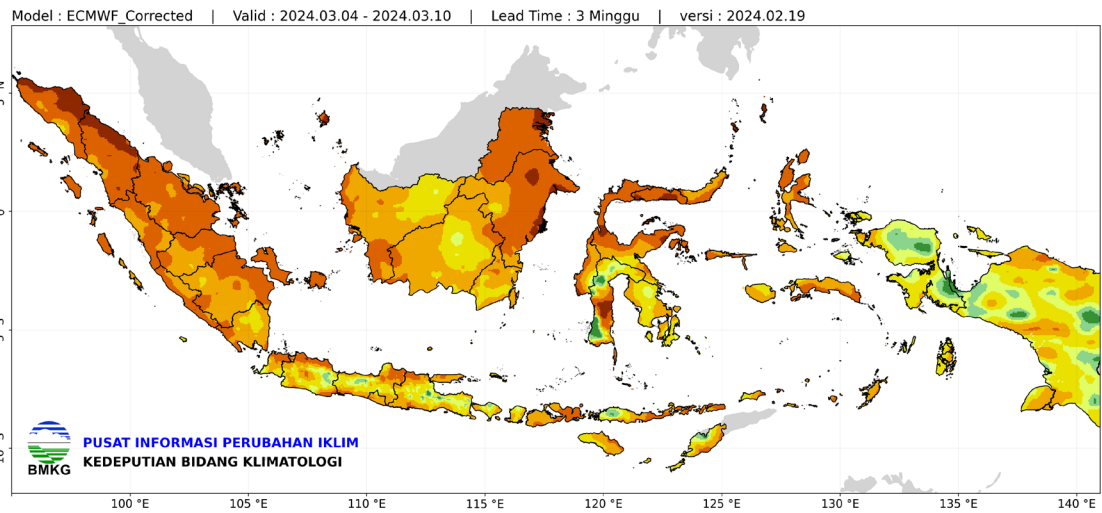 Model : ECMWF_Corrected | Valid : 2024.03.04 - 2024.03.10 | Lead Time : 3 Minggu | versi : 2024.02.19
0
PUSAT INFORMASI PERUBAHAN IKLIM
KEDEPUTIAN BIDANG KLIMATOLOGI
BMKG
100 °E 105 °E 110 °E 115 °E 120 °E 125 °E 130 °E 135 °E 140 °E